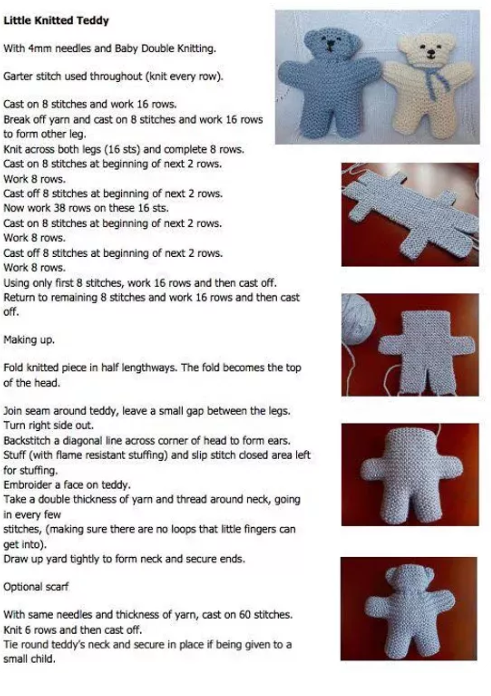 Little Knitted Teddy
With 4mm needles and Baby Double Knitting.
Garter stitch used throughout (knit every row).
Cast on 8 stitches and work 16 rows.
Break off yarn and cast on 8 stitches and work 16 rows
to form other leg.
Knit across both legs (16 sts) and complete 8 rows.
Cast on 8 stitches at beginning of next 2 rows.
Work 8 rows.
Cast off 8 stitches at beginning of next 2 rows.
Now work 38 rows on these 16 sts.
Cast on 8 stitches at beginning of next 2 rows.
Work 8 rows.
Cast off 8 stitches at beginning of next 2 rows.
Work 8 rows.
Using only first 8 stitches, work 16 rows and then cast off.
Return to remaining 8 stitches and work 16 rows and then cast
off.
Making up.
Fold knitted piece in half lengthways. The fold becomes the top
of the head.
Join seam around teddy, leave a small gap between the legs.
Turn right side out.
Backstitch a diagonal line across corner of head to form ears.
Stuff (with flame resistant stuffing) and slip stitch closed area left
for stuffing.
Embroider a face on teddy.
Take a double thickness of yarn and thread around neck, going
in every few
stitches, (making sure there are no loops that little fingers can
get into).
Draw up yard tightly to form neck and secure ends.
Optional scarf
With same needles and thickness of yarn, cast on 60 stitches.
Knit 6 rows and then cast off.
Tie round teddy's neck and secure in place if being given to a
small child.